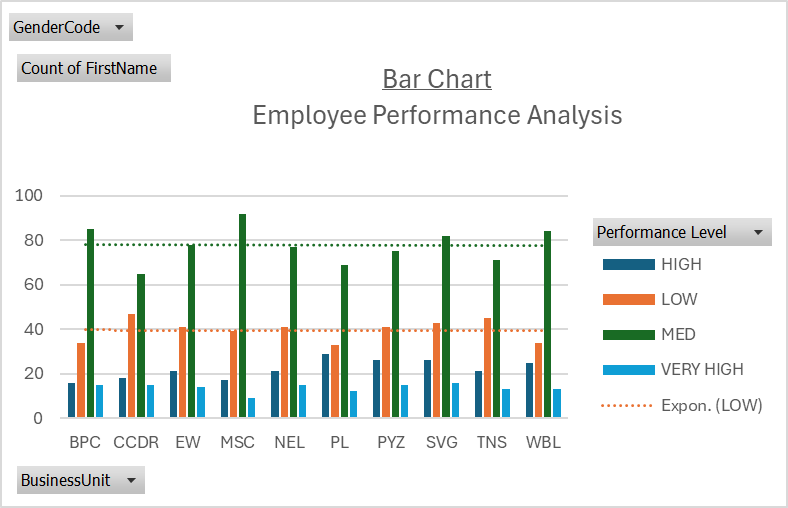 GenderCode
Count of FirstName
Bar Chart
Employee Performance Analysis
100
80
60
40
20
0
BPC CCDR EW MSC NEL PL PYZ SVG TNS WBL
Performance Level
HIGH
LOW
MED
VERY HIGH
Expon. (LOW)
BusinessUnit